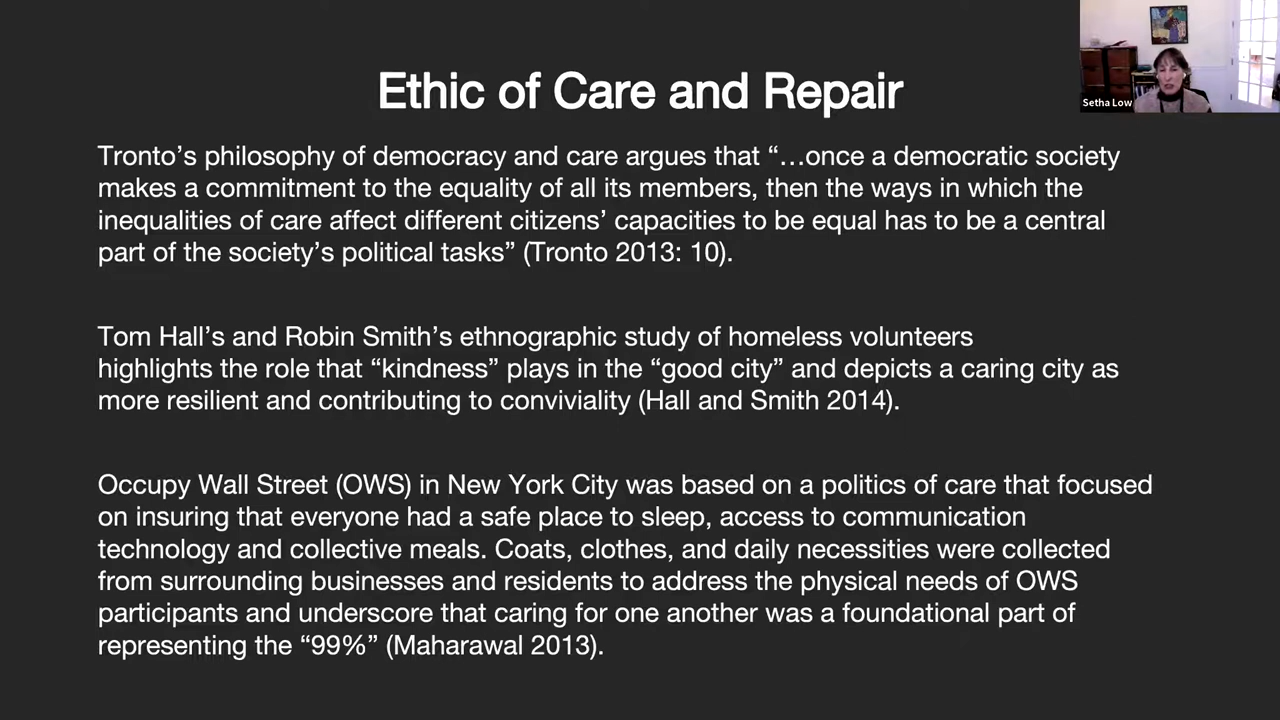 Ethic of Care and Repair
Setha Low
Tronto’s philosophy of democracy and care argues that “…once a democratic society
makes a commitment to the equality of all its members, then the ways in which the
inequalities of care affect different citizens’ capacities to be equal has to be a central
part of the society’s political tasks” (Tronto 2013: 10).
Tom Hall’s and Robin Smith’s ethnographic study of homeless volunteers
highlights the role that “kindness” plays in the “good city” and depicts a caring city as
more resilient and contributing to conviviality (Hall and Smith 2014).
Occupy Wall Street (OWS) in New York City was based on a politics of care that focused
on insuring that everyone had a safe place to sleep, access to communication
technology and collective meals. Coats, clothes, and daily necessities were collected
from surrounding businesses and residents to address the physical needs of OWS
participants and underscore that caring for one another was a foundational part of
representing the “99%” (Maharawal 2013).